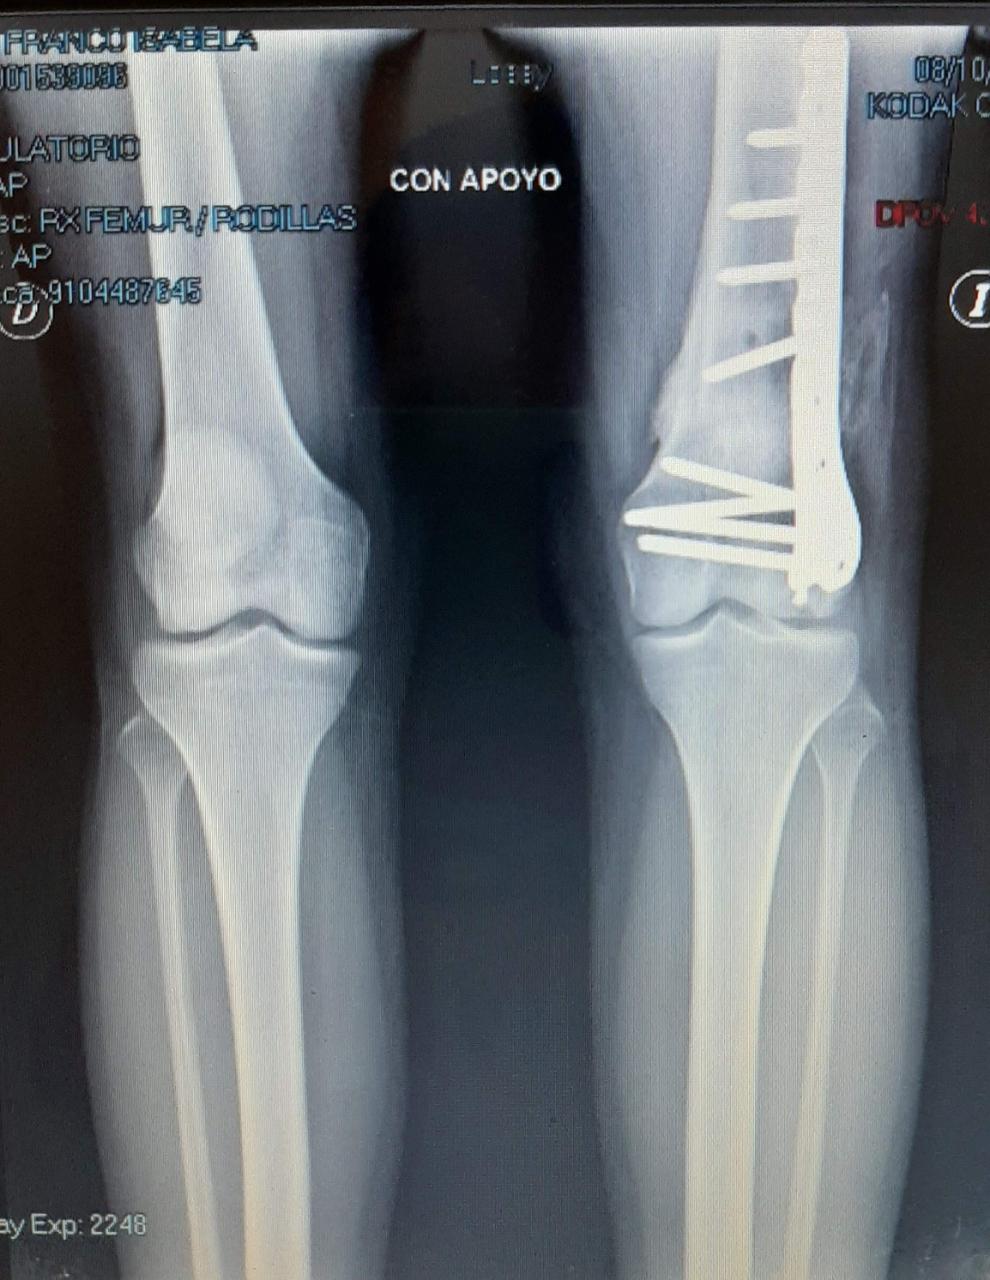 FRANCO ISABELA
001539096
Lossy
08/10/
KODAK C
ULATORIO
AP
CON APOYO
sc: RX FEMUR / RODILLAS
: AP
ca: 9104487645
D
I
ay Exp: 2248